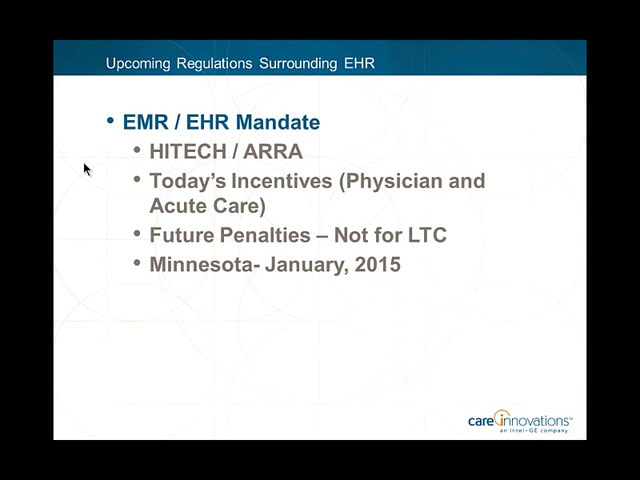 Upcoming Regulations Surrounding EHR
• EMR / EHR Mandate
• HITECH / ARRA
• Today's Incentives (Physician and
Acute Care)
• Future Penalties – Not for LTC
• Minnesota- January, 2015
care innovations™
an Intel • GE company